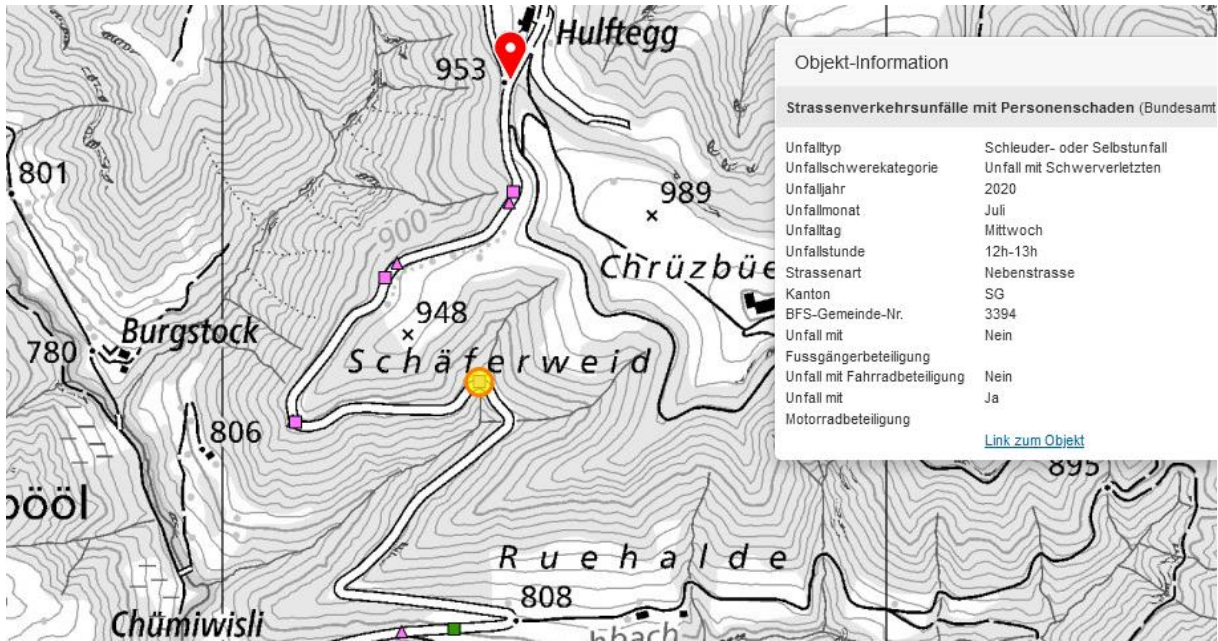 Hulftegg
953
801
989
900
Chrüzbüe
948
Burgstock
780
Schäferweid
806
895
pööl
Ruehalde
808
Chümiwisli
hbach
Objekt-Information
Strassenverkehrsunfälle mit Personenschaden (Bundesamt
Unfalltyp Schleuder- oder Selbstunfall
Unfallschwerekategorie Unfall mit Schwerverletzten
Unfalljahr 2020
Unfallmonat Juli
Unfalltag Mittwoch
Unfallstunde 12h-13h
Strassenart Nebenstrasse
Kanton SG
BFS-Gemeinde-Nr. 3394
Unfall mit Nein
Fussgängerbeteiligung
Unfall mit Fahrradbeteiligung Nein
Unfall mit Ja
Motorradbeteiligung
Link zum Objekt